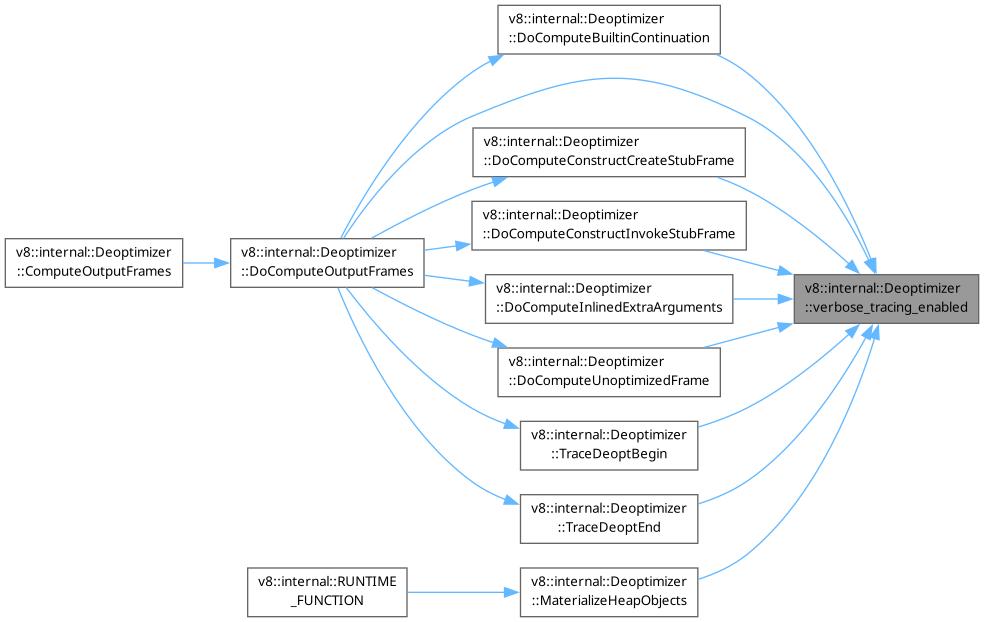 v8::internal::Deoptimizer
::DoComputeBuiltinContinuation
v8::internal::Deoptimizer
::DoComputeConstructCreateStubFrame
v8::internal::Deoptimizer
::DoComputeConstructInvokeStubFrame
v8::internal::Deoptimizer
::ComputeOutputFrames
v8::internal::Deoptimizer
::DoComputeOutputFrames
v8::internal::Deoptimizer
::DoComputeInlinedExtraArguments
v8::internal::Deoptimizer
::verbose_tracing_enabled
v8::internal::Deoptimizer
::DoComputeUnoptimizedFrame
v8::internal::Deoptimizer
::TraceDeoptBegin
v8::internal::Deoptimizer
::TraceDeoptEnd
v8::internal::RUNTIME
_FUNCTION
v8::internal::Deoptimizer
::MaterializeHeapObjects